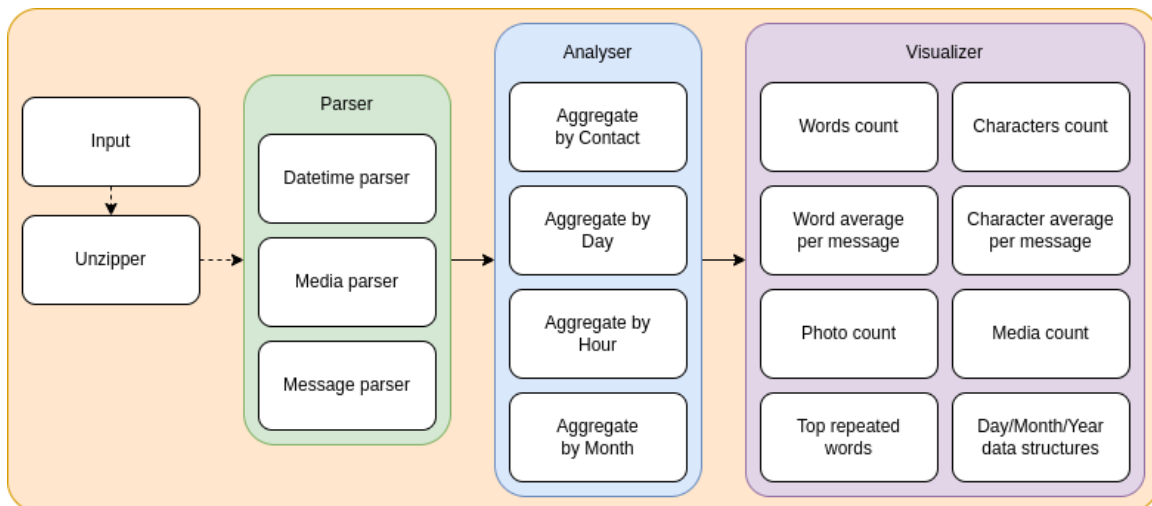 Input
Unzipper
Parser
Datetime parser
Media parser
Message parser
Analyser
Aggregate
by Contact
Aggregate by
Day
Aggregate by
Hour
Aggregate
by Month
Visualizer
Words count
Characters count
Word average
per message
Character average
per message
Photo count
Media count
Top repeated
words
Day/Month/Year
data structures